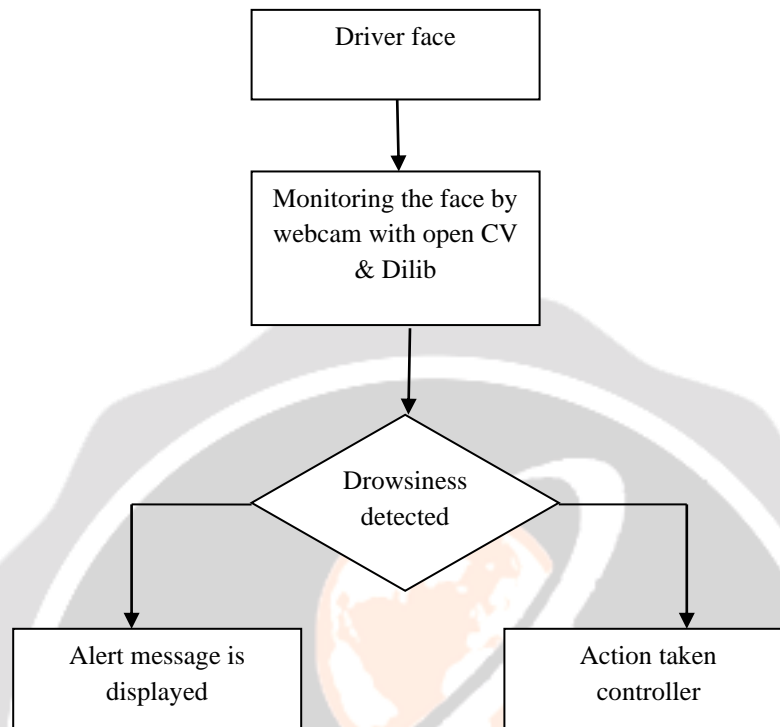 Driver face
Monitoring the face by
webcam with open CV
& Dilib
Drowsiness
detected
Alert message is
displayed
Action taken
controller